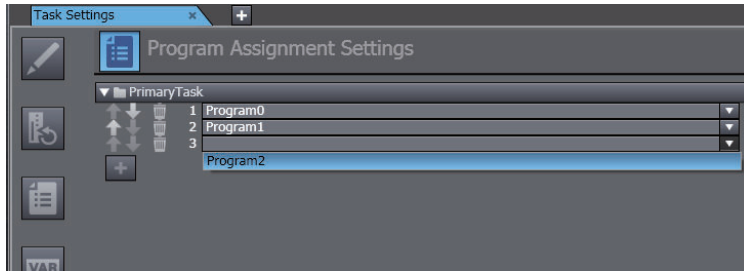 Task Settings × +
Program Assignment Settings
▼ PrimaryTask
1 Program0 ▼
2 Program1 ▼
3 ▼
+ Program2
VAR